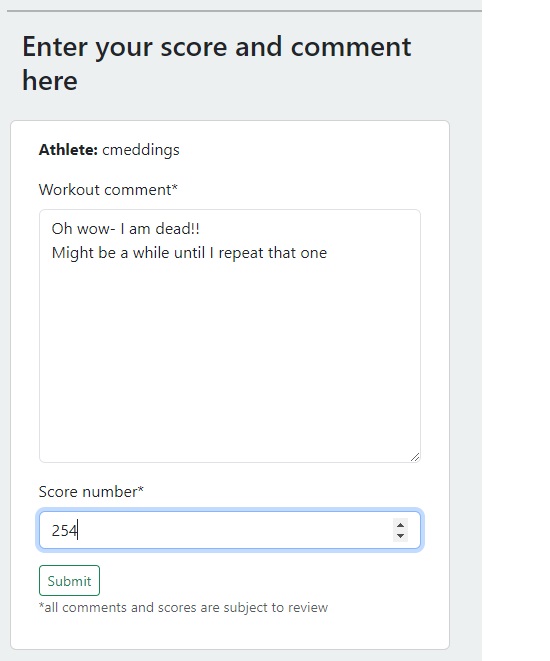 Enter your score and comment
here
Athlete: cmeddings
Workout comment*
Oh wow- I am dead!!
Might be a while until I repeat that one
Score number*
254
Submit
*all comments and scores are subject to review